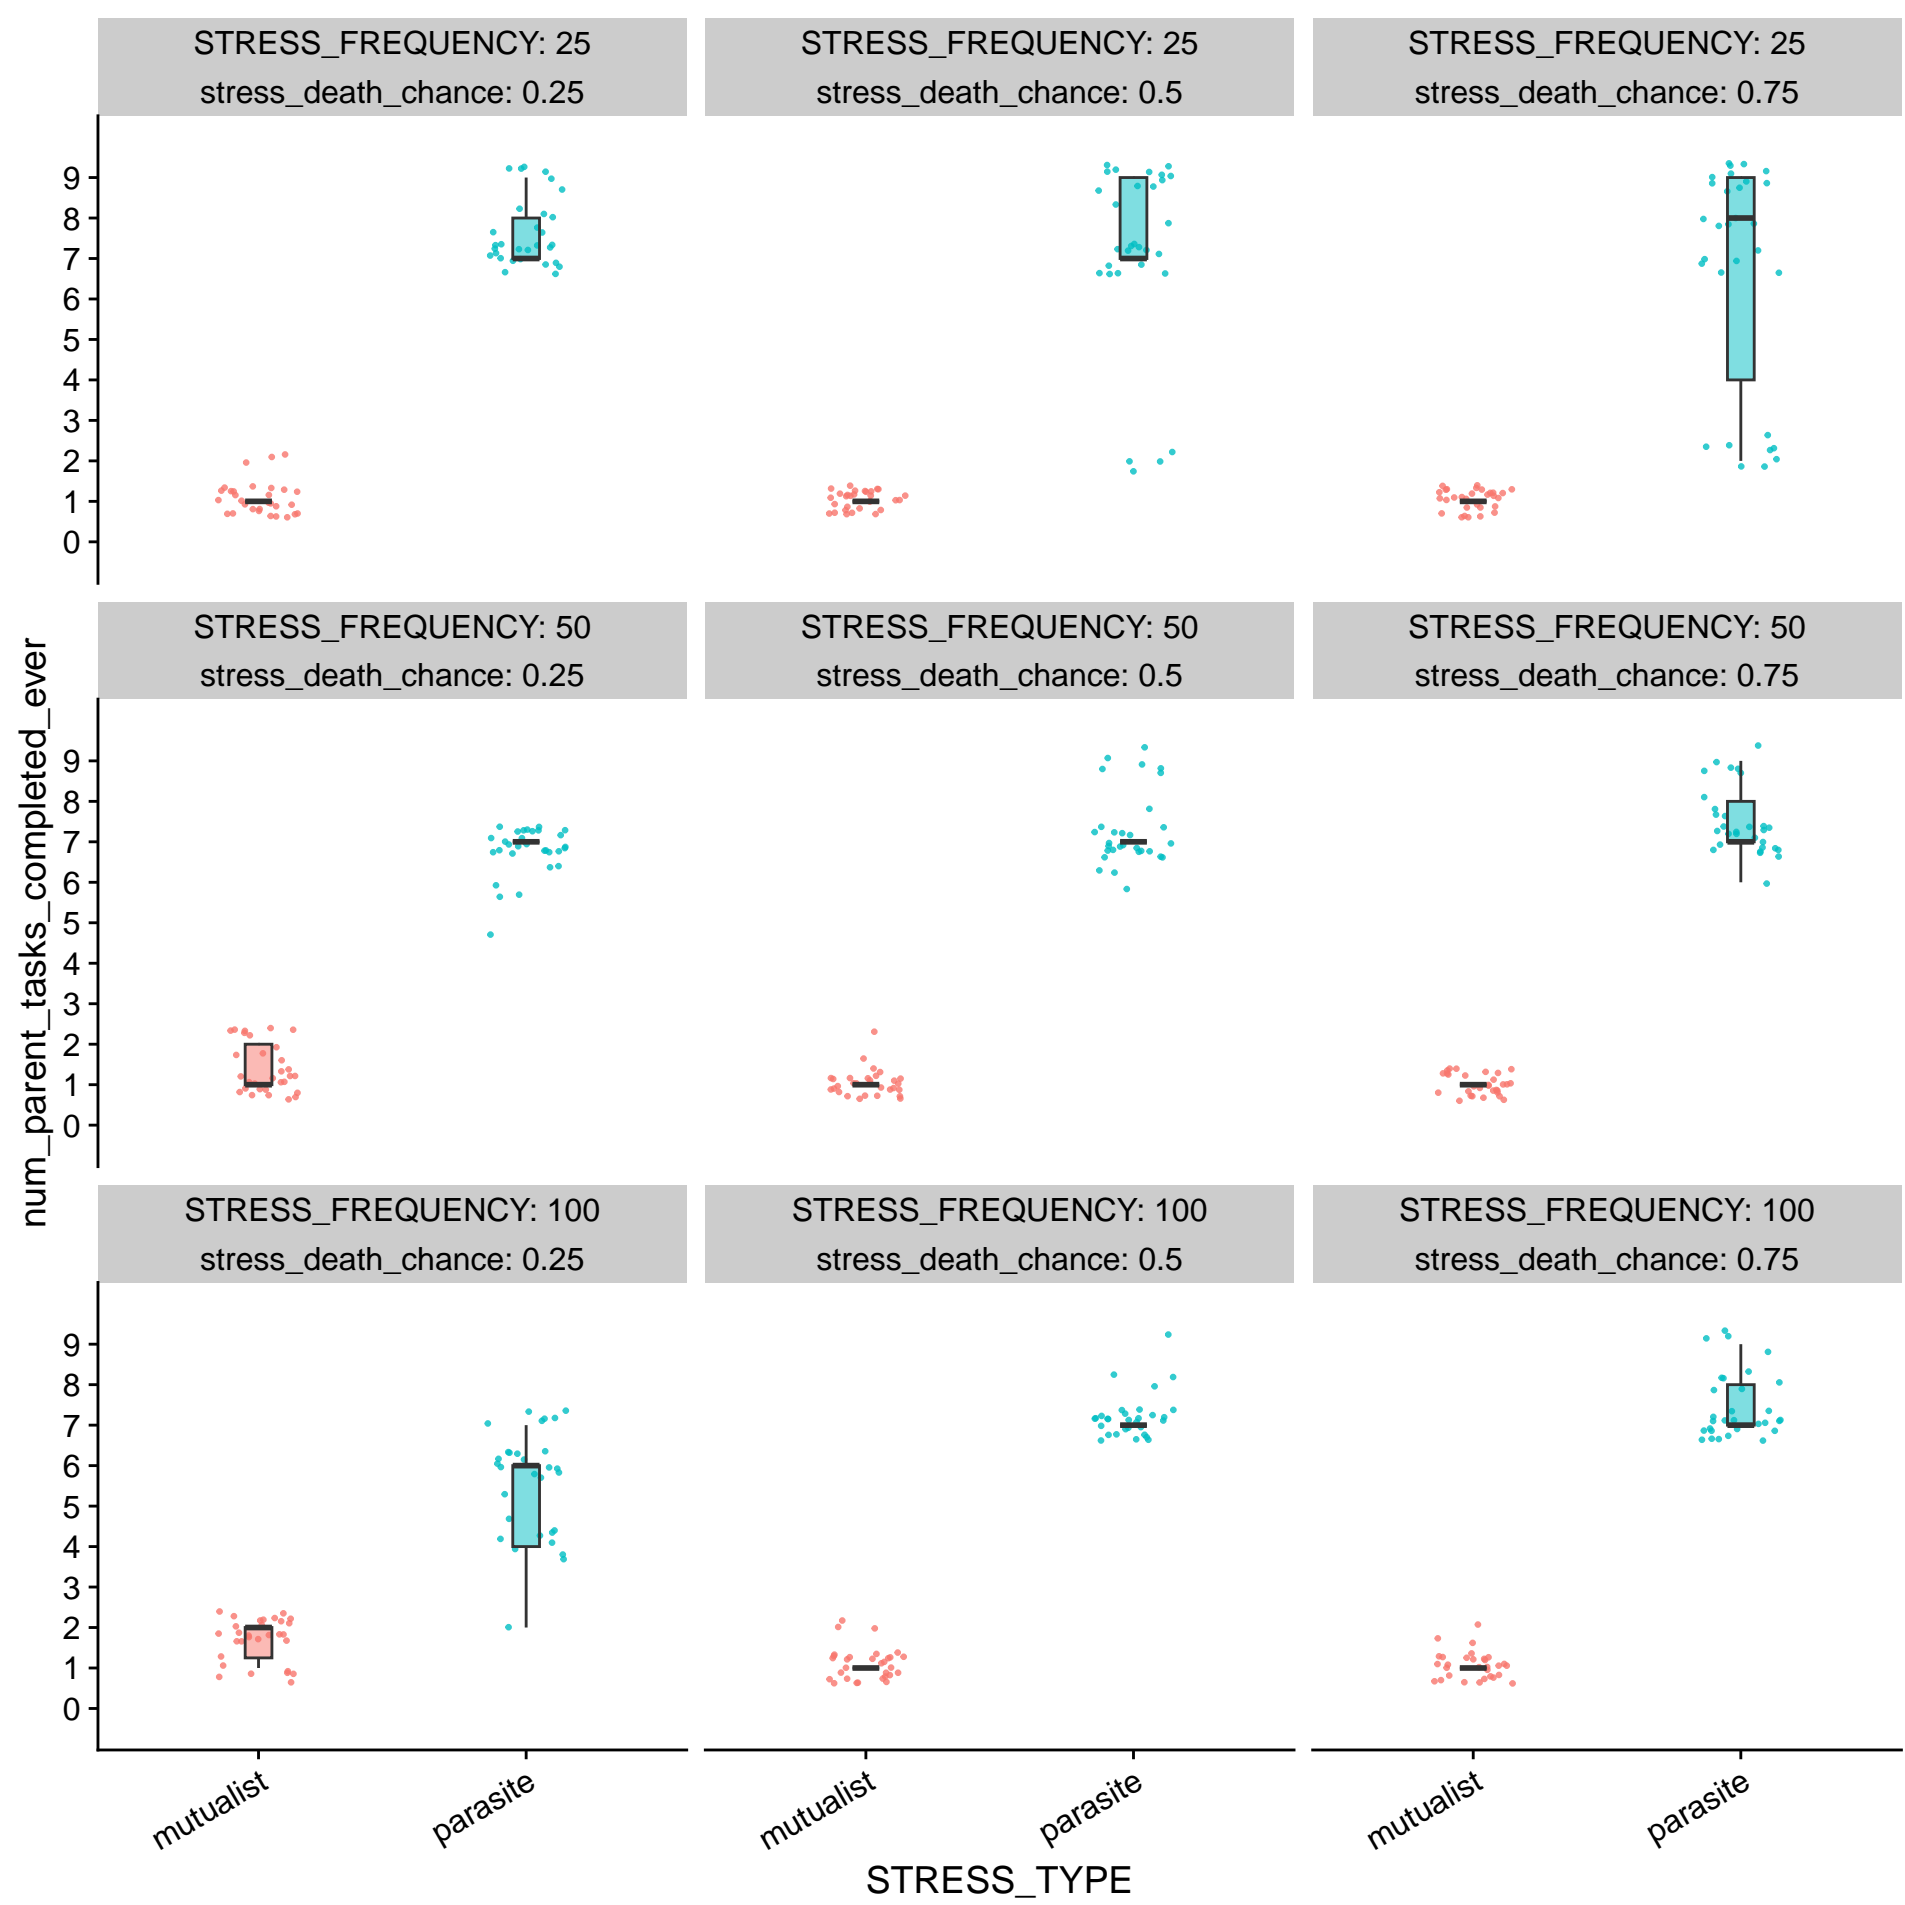 STRESS_FREQUENCY: 25
stress_death_chance: 0.25
STRESS_FREQUENCY: 25
stress_death_chance: 0.5
STRESS_FREQUENCY: 25
stress_death_chance: 0.75
9
8
7
6
5
4
3
2
1
0
STRESS_FREQUENCY: 50
stress_death_chance: 0.25
STRESS_FREQUENCY: 50
stress_death_chance: 0.5
STRESS_FREQUENCY: 50
stress_death_chance: 0.75
num_parent_tasks_completed_ever
9
8
7
6
5
4
3
2
1
0
STRESS_FREQUENCY: 100
stress_death_chance: 0.25
STRESS_FREQUENCY: 100
stress_death_chance: 0.5
STRESS_FREQUENCY: 100
stress_death_chance: 0.75
9
8
7
6
5
4
3
2
1
0
mutualist
parasite
mutualist
parasite
mutualist
parasite
STRESS_TYPE